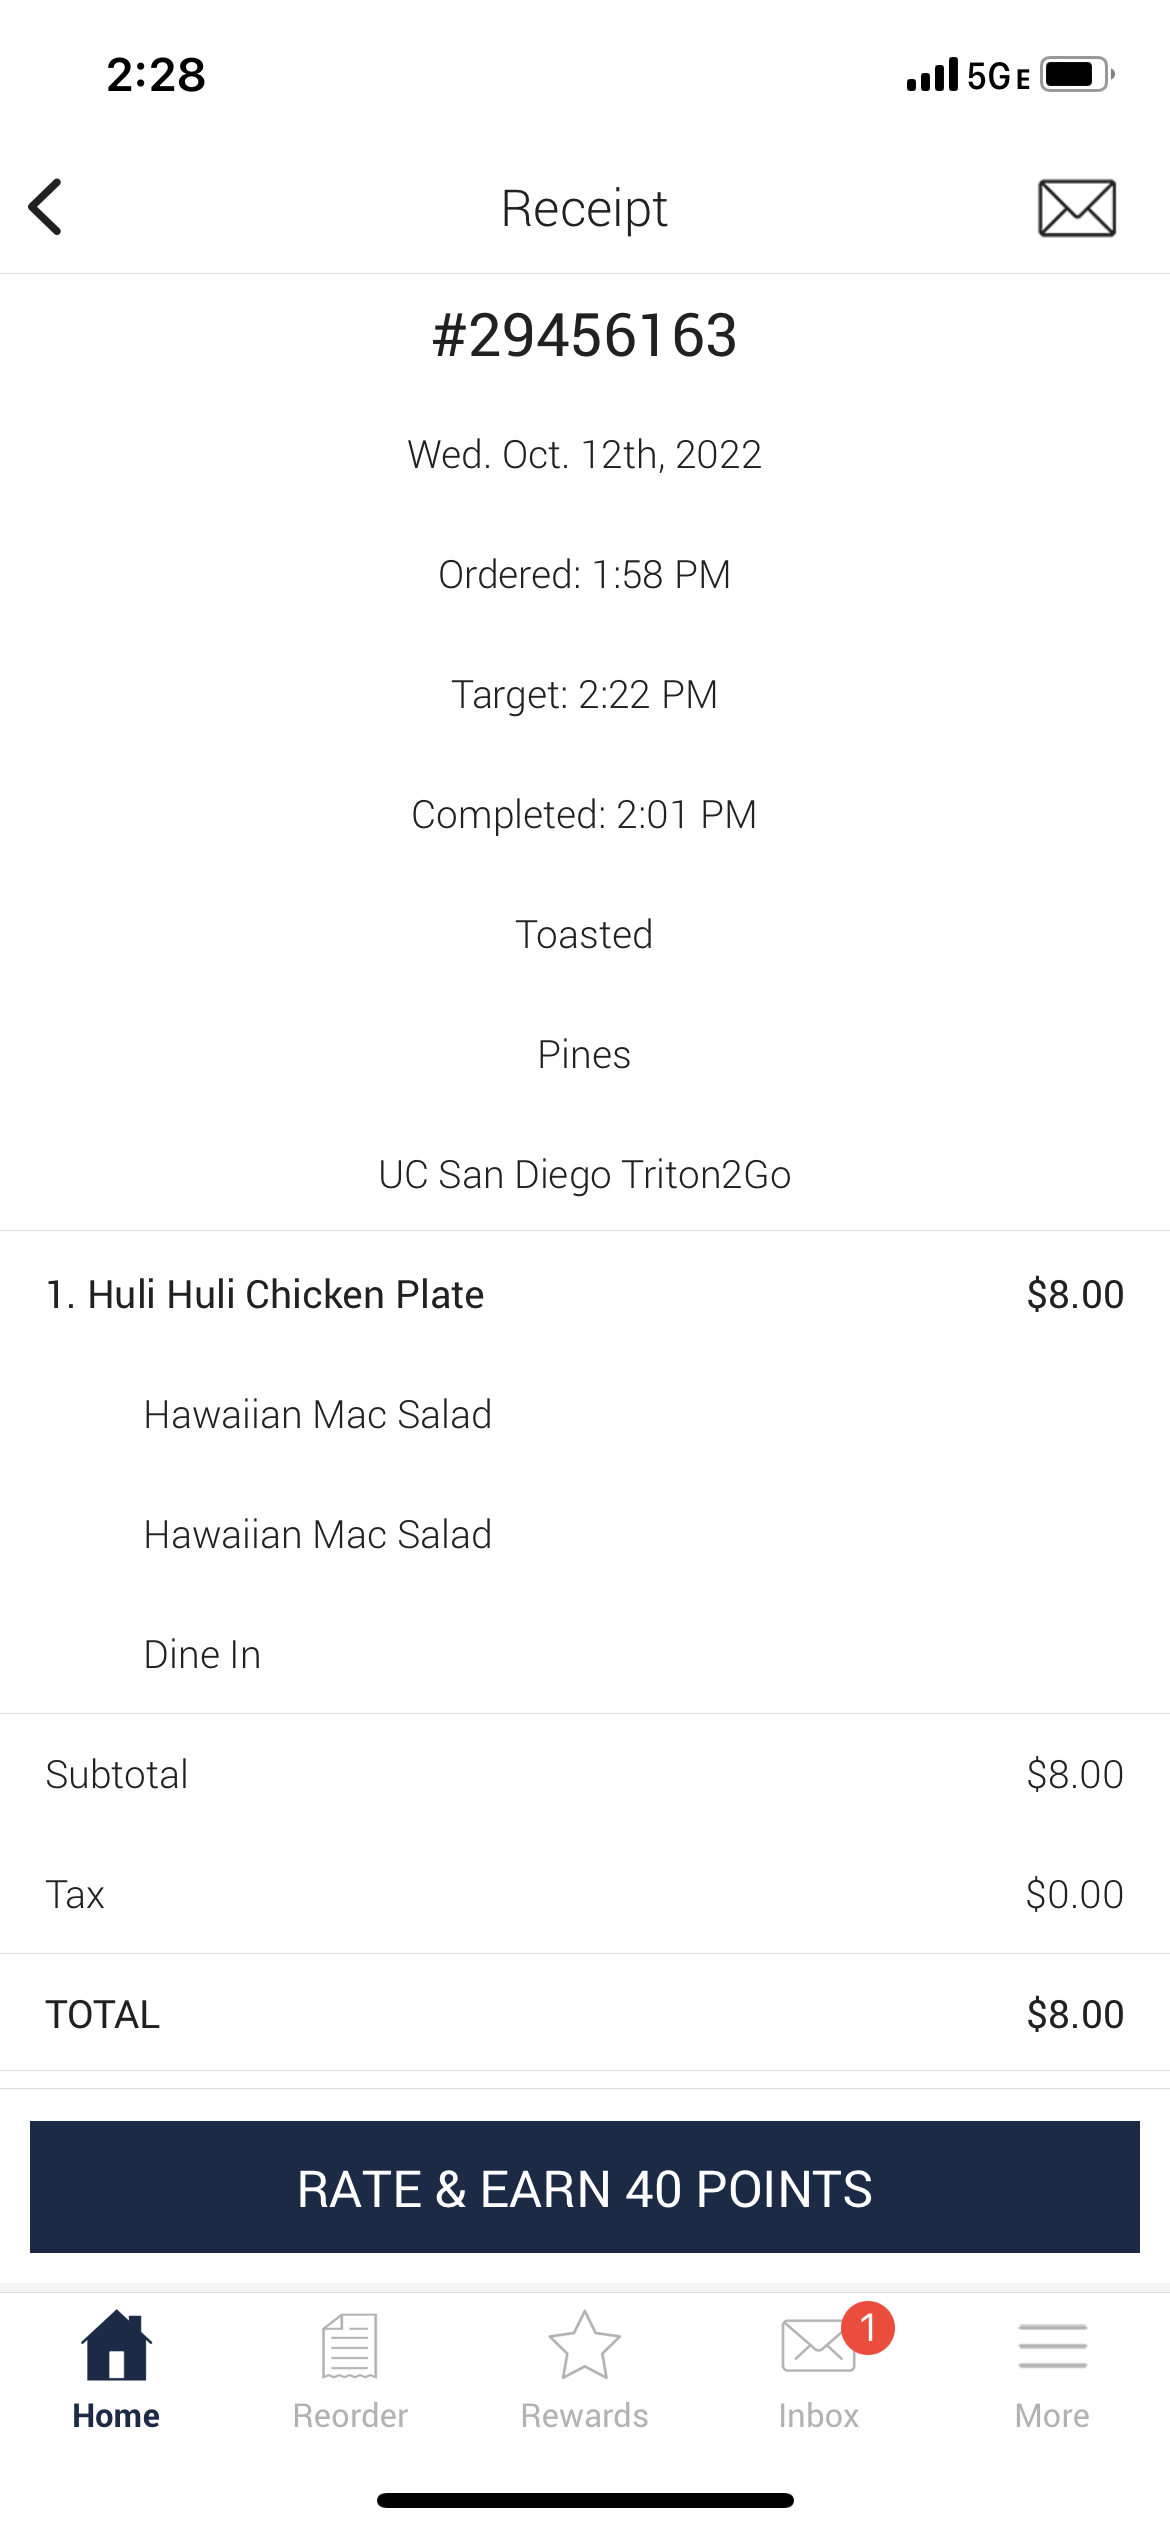 2:28 5GE
Receipt
#29456163
Wed. Oct. 12th, 2022
Ordered: 1:58 PM
Target: 2:22 PM
Completed: 2:01 PM
Toasted
Pines
UC San Diego Triton2Go
1. Huli Huli Chicken Plate $8.00
Hawaiian Mac Salad
Hawaiian Mac Salad
Dine In
Subtotal $8.00
Tax $0.00
TOTAL $8.00
RATE & EARN 40 POINTS
1
Home Reorder Rewards Inbox More